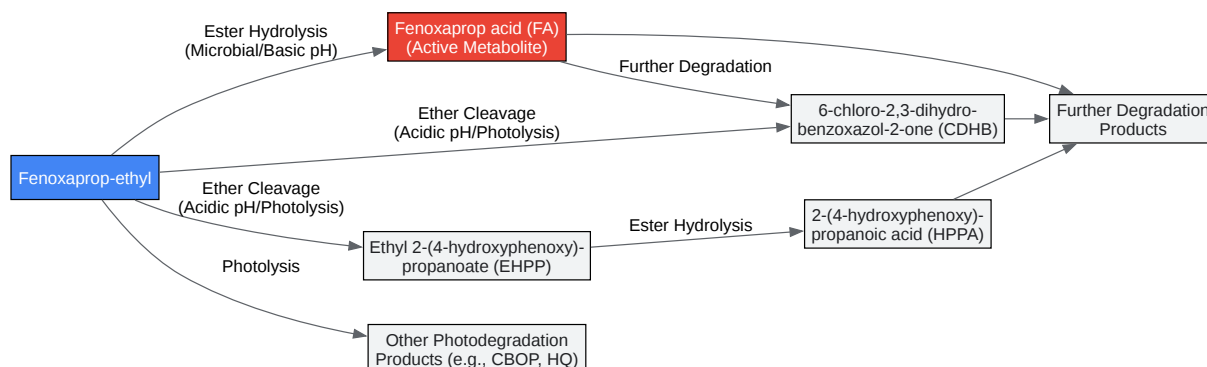 Ester Hydrolysis
(Microbial/Basic pH)
Fenoxaprop acid (FA)
(Active Metabolite)
Further Degradation
Ether Cleavage
(Acidic pH/Photolysis)
6-chloro-2,3-dihydro-
benzoxazol-2-one (CDHB)
Further Degradation
Products
Fenoxaprop-ethyl
Ether Cleavage
(Acidic pH/Photolysis)
Ethyl 2-(4-hydroxyphenoxy)-
propanoate (EHPP)
Ester Hydrolysis
2-(4-hydroxyphenoxy)-
propanoic acid (HPPA)
Photolysis
Other Photodegradation
Products (e.g., CBOP, HQ)